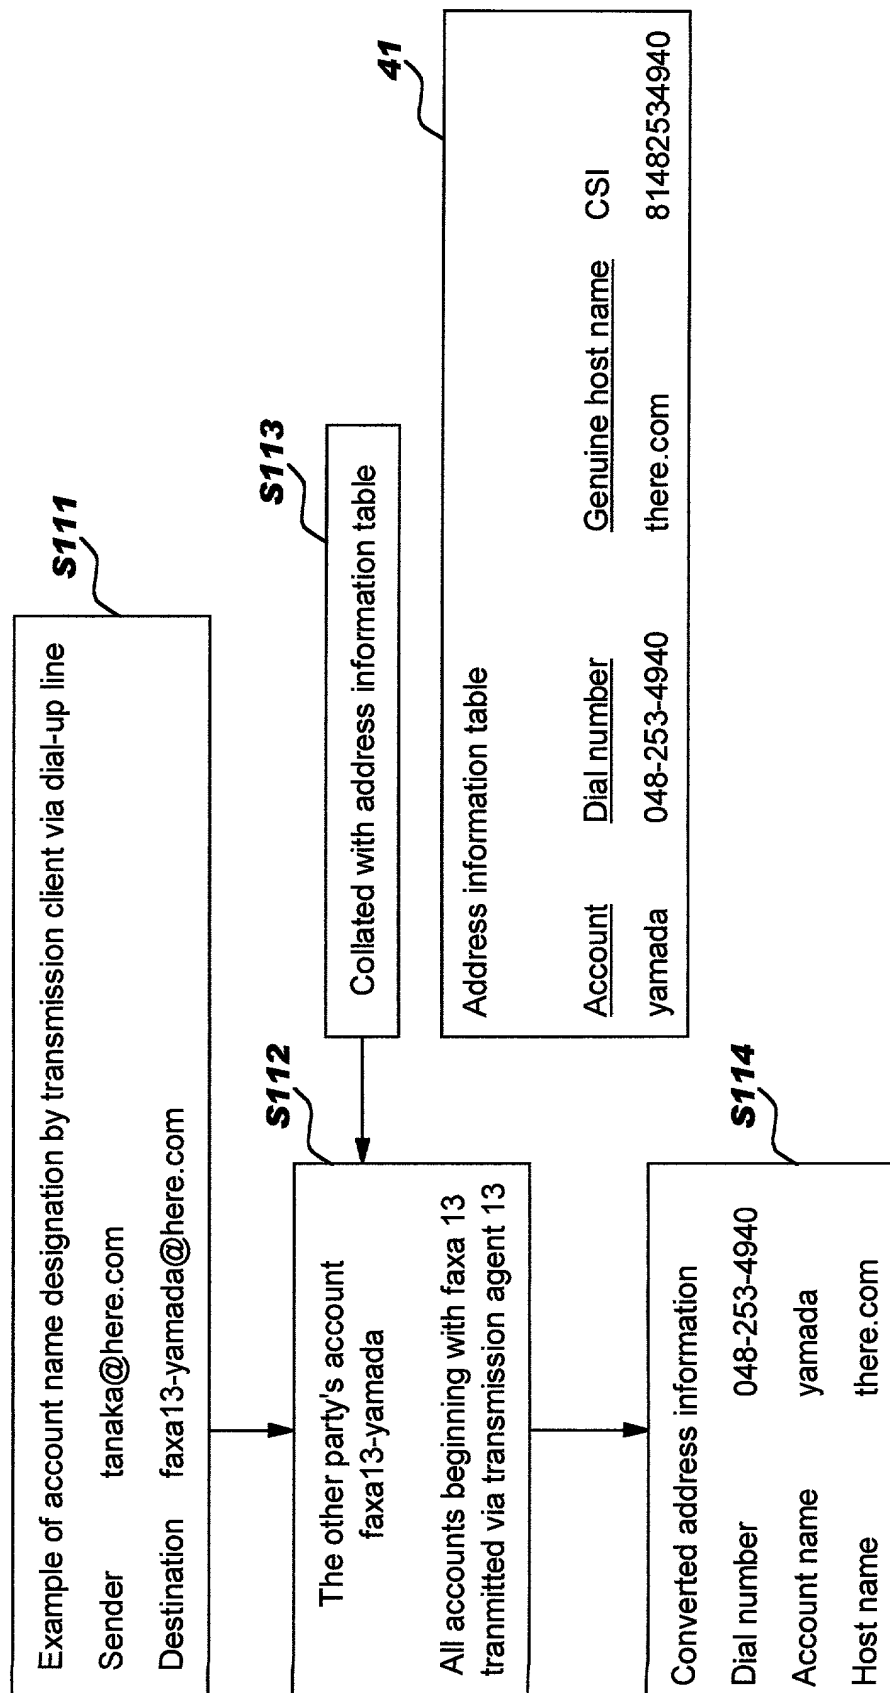 S111
Example of account name designation by transmission client via dial-up line
Sender tanaka@here.com
Destination faxa13-yamada@here.com
S112
The other party's account
faxa13-yamada
All accounts beginning with faxa 13
tranmitted via transmission agent 13
S113
Collated with address information table
41
Address information table
Account Dial number Genuine host name CSI
yamada 048-253-4940 there.com 81482534940
S114
Converted address information
Dial number 048-253-4940
Account name yamada
Host name there.com